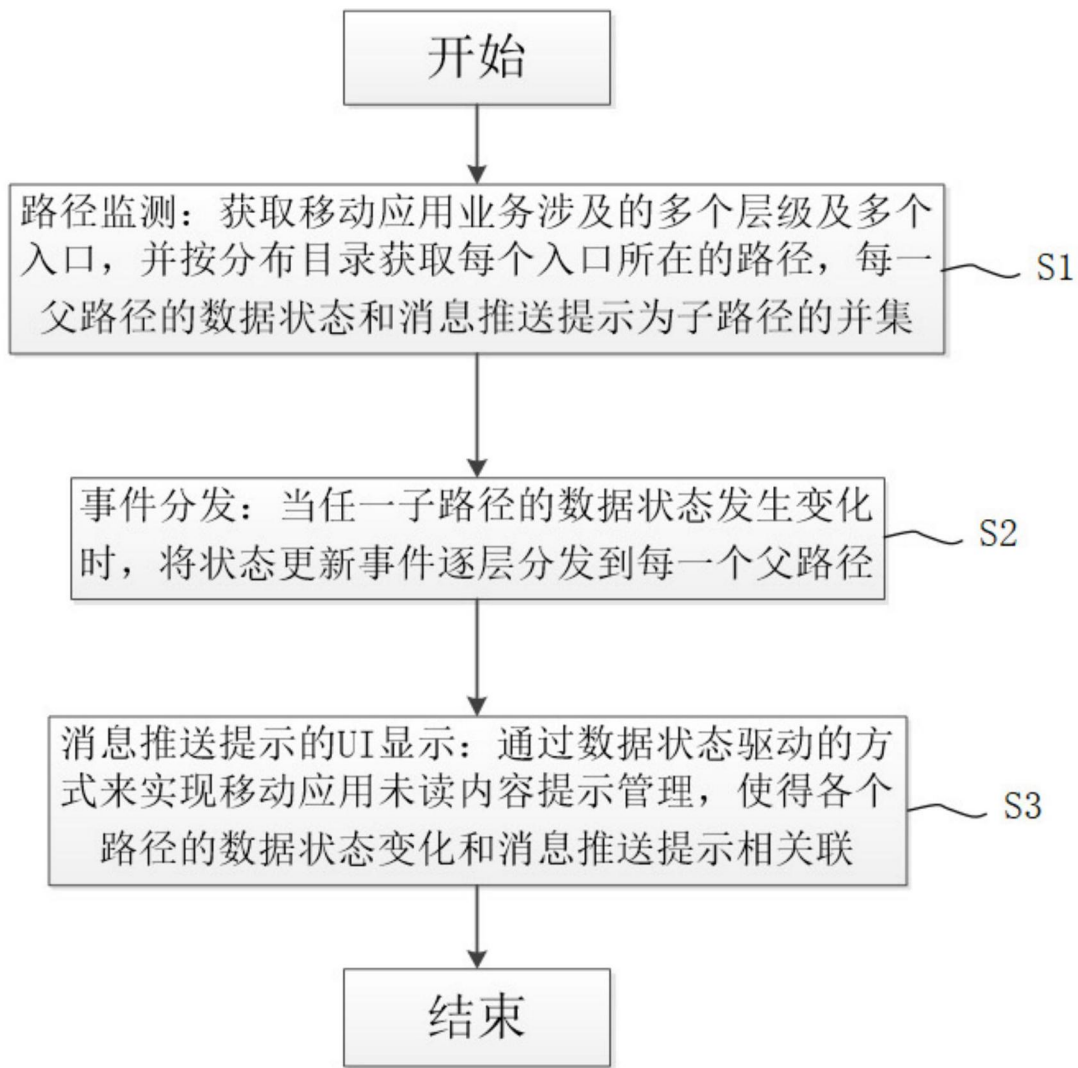 开始
路径监测：获取移动应用业务涉及的多个层级及多个
入口，并按分布目录获取每个入口所在的路径，每一
父路径的数据状态和消息推送提示为子路径的并集
S1
事件分发：当任一子路径的数据状态发生变化
时，将状态更新事件逐层分发到每一个父路径
S2
消息推送提示的UI显示：通过数据状态驱动的方
式来实现移动应用未读内容提示管理，使得各个
路径的数据状态变化和消息推送提示相关联
S3
结束